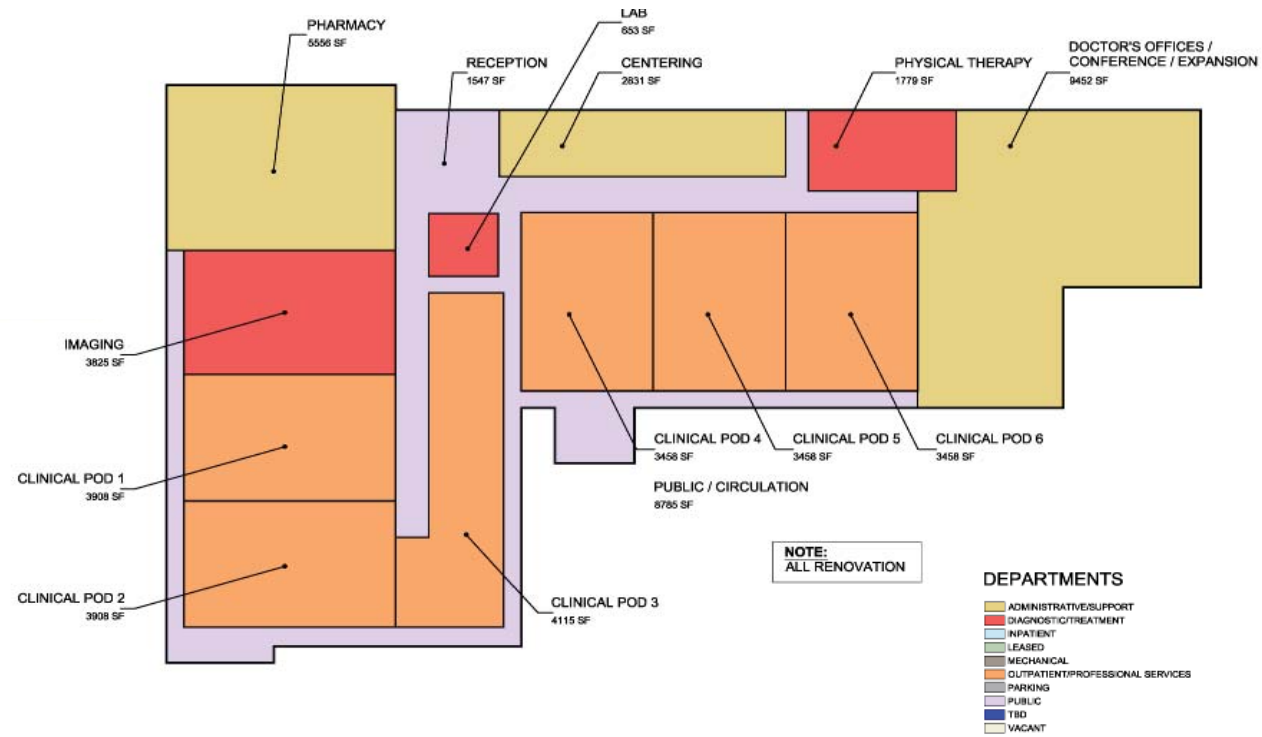 LAB
653 SF
PHARMACY
5556 SF
RECEPTION
1547 SF
CENTERING
2831 SF
PHYSICAL THERAPY
1779 SF
DOCTOR'S OFFICES /
CONFERENCE / EXPANSION
9452 SF
IMAGING
3825 SF
CLINICAL POD 1
3908 SF
CLINICAL POD 2
3908 SF
CLINICAL POD 3
4115 SF
CLINICAL POD 4
3458 SF
CLINICAL POD 5
3458 SF
CLINICAL POD 6
3458 SF
PUBLIC / CIRCULATION
8785 SF
NOTE:
ALL RENOVATION
DEPARTMENTS
ADMINISTRATIVE/SUPPORT
DIAGNOSTIC/TREATMENT
INPATIENT
LEASED
MECHANICAL
OUTPATIENT/PROFESSIONAL SERVICES
PARKING
PUBLIC
TBD
VACANT